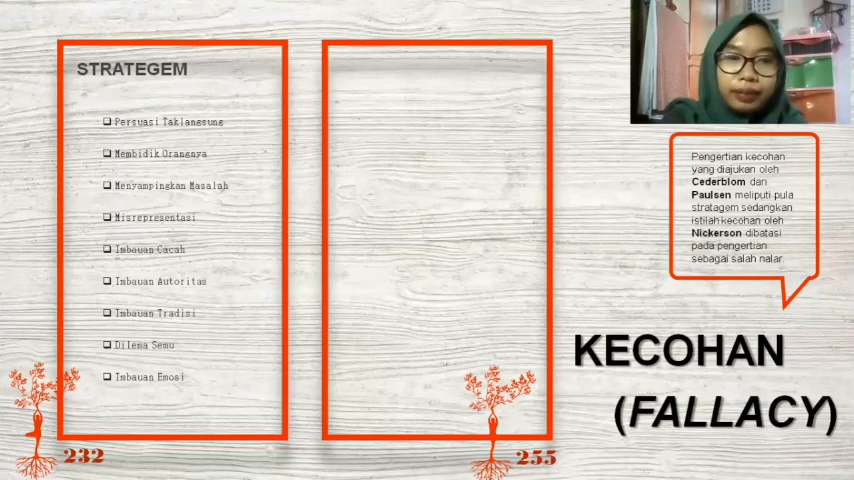 STRATEGEM
Persuasi Taklangsung
Membidik Orangnya
Menyampingkan Masalah
Misrepresentasi
Imbauan Cacah
Imbauan Autoritas
Imbauan Tradisi
Dilema Semu
Imbauan Emosi
232
255
Pengertian kecohan
yang diajukan oleh
Cederblom dan
Paulsen meliputi pula
stratagem sedangkan
istilah kecohan oleh
Nickerson dibatasi
pada pengertian
sebagai salah nalar
KECOHAN
(FALLACY)